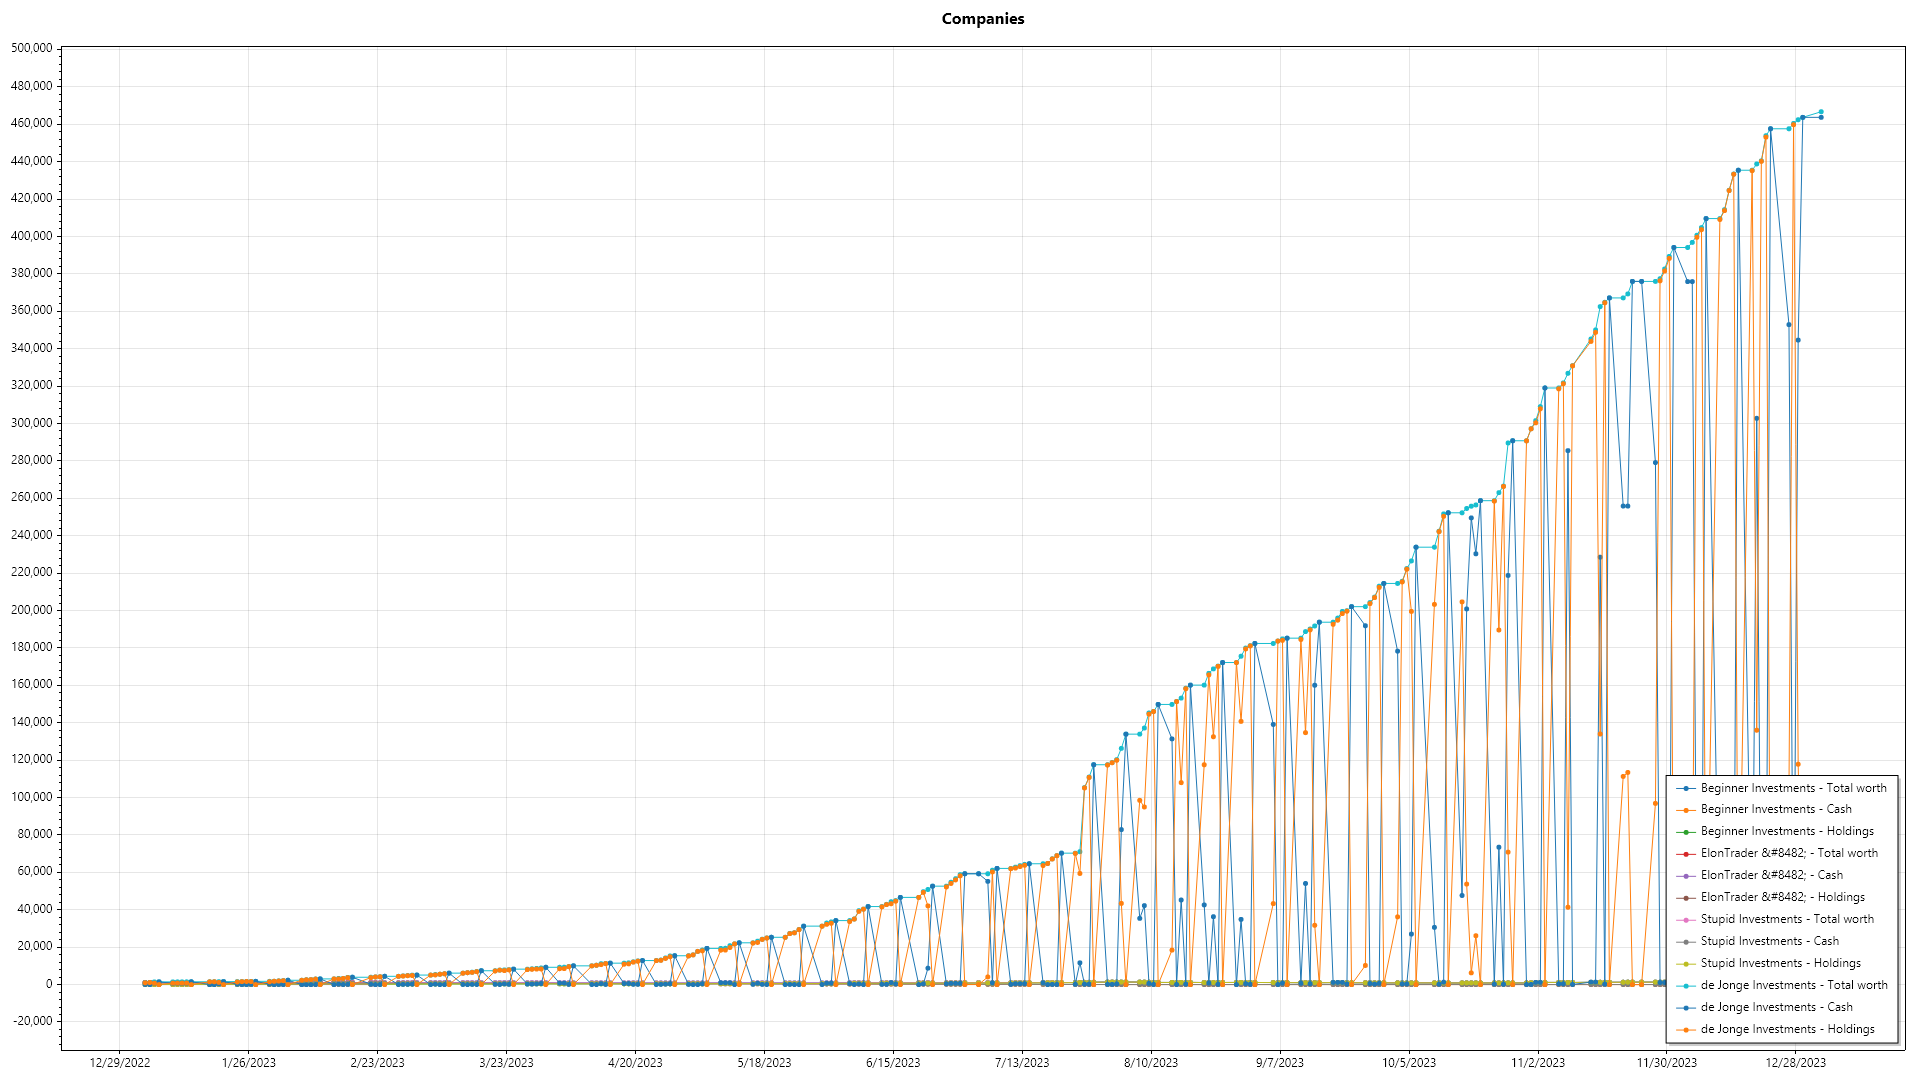 Companies
500,000
480,000
460,000
440,000
420,000
400,000
380,000
360,000
340,000
320,000
300,000
280,000
260,000
240,000
220,000
200,000
180,000
160,000
140,000
120,000
100,000
80,000
60,000
40,000
20,000
0
-20,000
Beginner Investments - Total worth
Beginner Investments - Cash
Beginner Investments - Holdings
ElonTrader &#8482; - Total worth
ElonTrader &#8482; - Cash
ElonTrader &#8482; - Holdings
Stupid Investments - Total worth
Stupid Investments - Cash
Stupid Investments - Holdings
de Jonge Investments - Total worth
de Jonge Investments - Cash
de Jonge Investments - Holdings
12/29/2022 1/26/2023 2/23/2023 3/23/2023 4/20/2023 5/18/2023 6/15/2023 7/13/2023 8/10/2023 9/7/2023 10/5/2023 11/2/2023 11/30/2023 12/28/2023